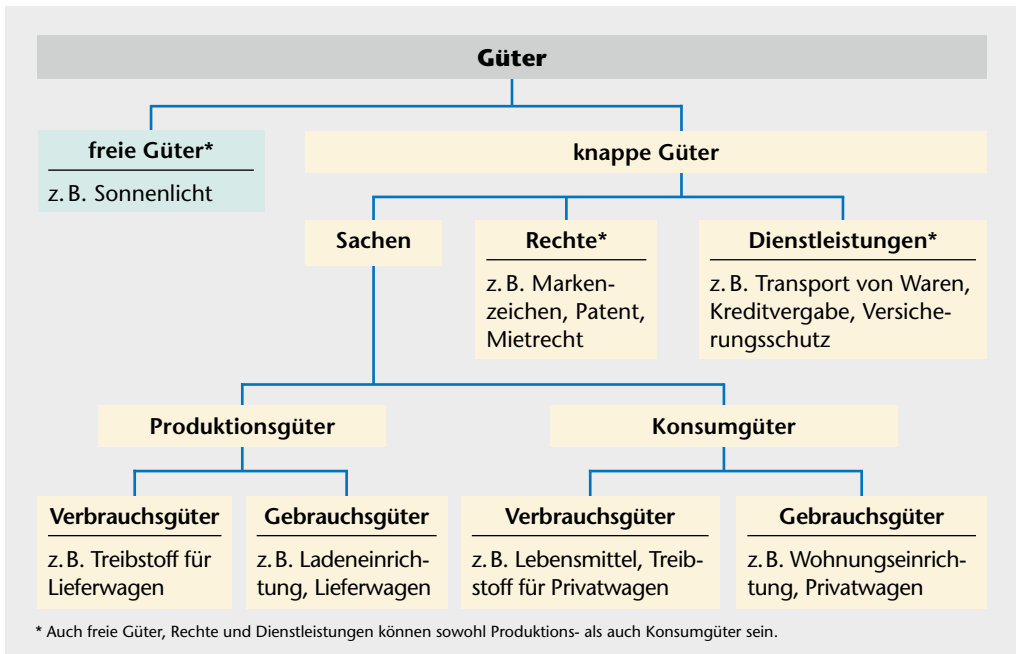 Güter
freie Güter*
z. B. Sonnenlicht
knappe Güter
Sachen
Rechte*
z. B. Marken-
zeichen, Patent,
Mietrecht
Dienstleistungen*
z. B. Transport von Waren,
Kreditvergabe, Versiche-
rungsschutz
Produktionsgüter
Konsumgüter
Verbrauchsgüter
z. B. Treibstoff für
Lieferwagen
Gebrauchsgüter
z. B. Ladeneinrich-
tung, Lieferwagen
Verbrauchsgüter
z. B. Lebensmittel, Treib-
stoff für Privatwagen
Gebrauchsgüter
z. B. Wohnungseinrich-
tung, Privatwagen
* Auch freie Güter, Rechte und Dienstleistungen können sowohl Produktions- als auch Konsumgüter sein.